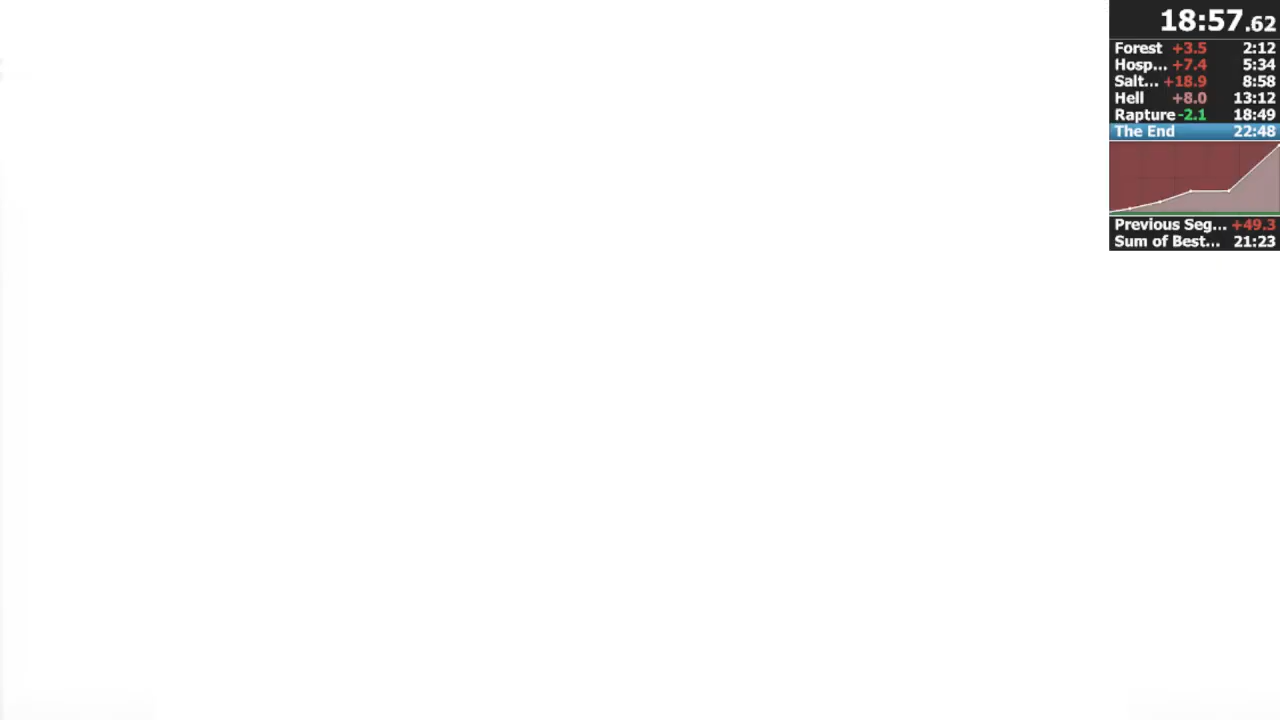 18:57.62
Forest +3.5 2:12
Hosp... +7.4 5:34
Salt... +18.9 8:58
Hell +8.0 13:12
Rapture -2.1 18:49
The End 22:48
Previous Seg... +49.3
Sum of Best... 21:23